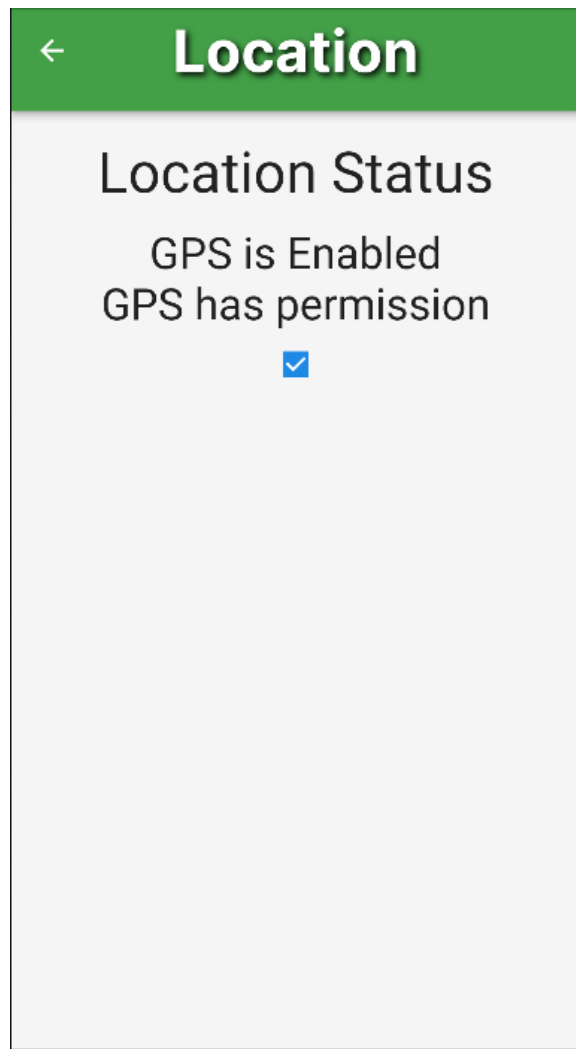 Location
Location Status
GPS is Enabled
GPS has permission